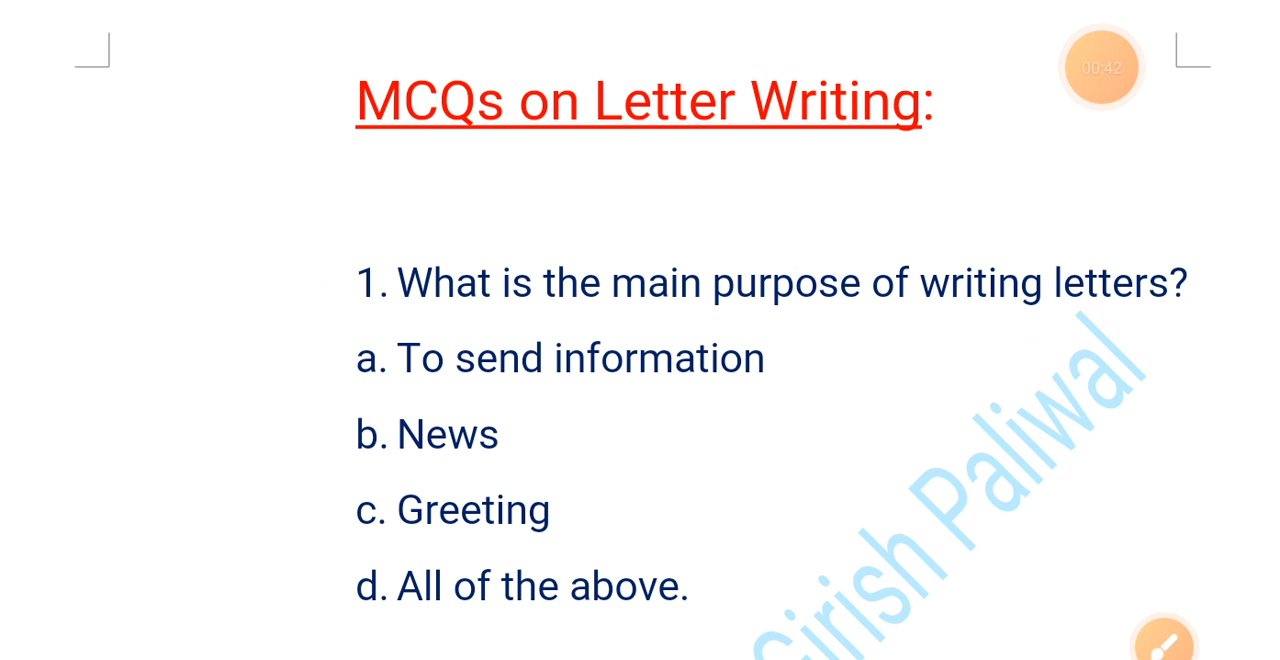 00:42
MCQs on Letter Writing:
1. What is the main purpose of writing letters?
a. To send information
b. News
c. Greeting
d. All of the above.
Girish Paliwal